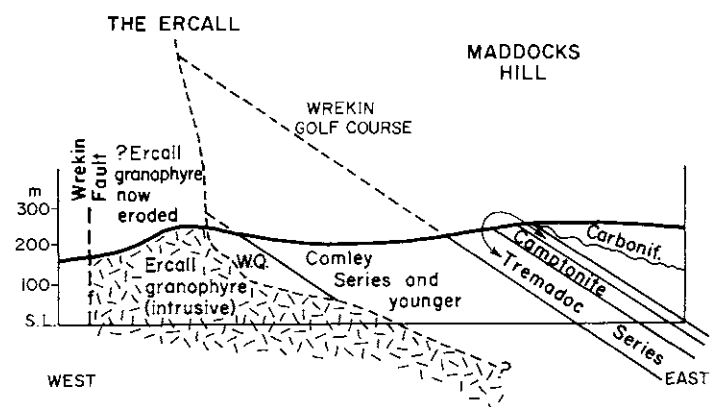 THE ERCALL
MADDOCKS
HILL
WREKIN
GOLF COURSE
Wrekin
Fault
?Ercall
granophyre
now
eroded
m
300
200
100
S.L.
Ercall
granophyre
(intrusive)
W.Q.
Comley
Series and
younger
Carbonif.
Camptonite
Tremadoc
Series
?
WEST
EAST